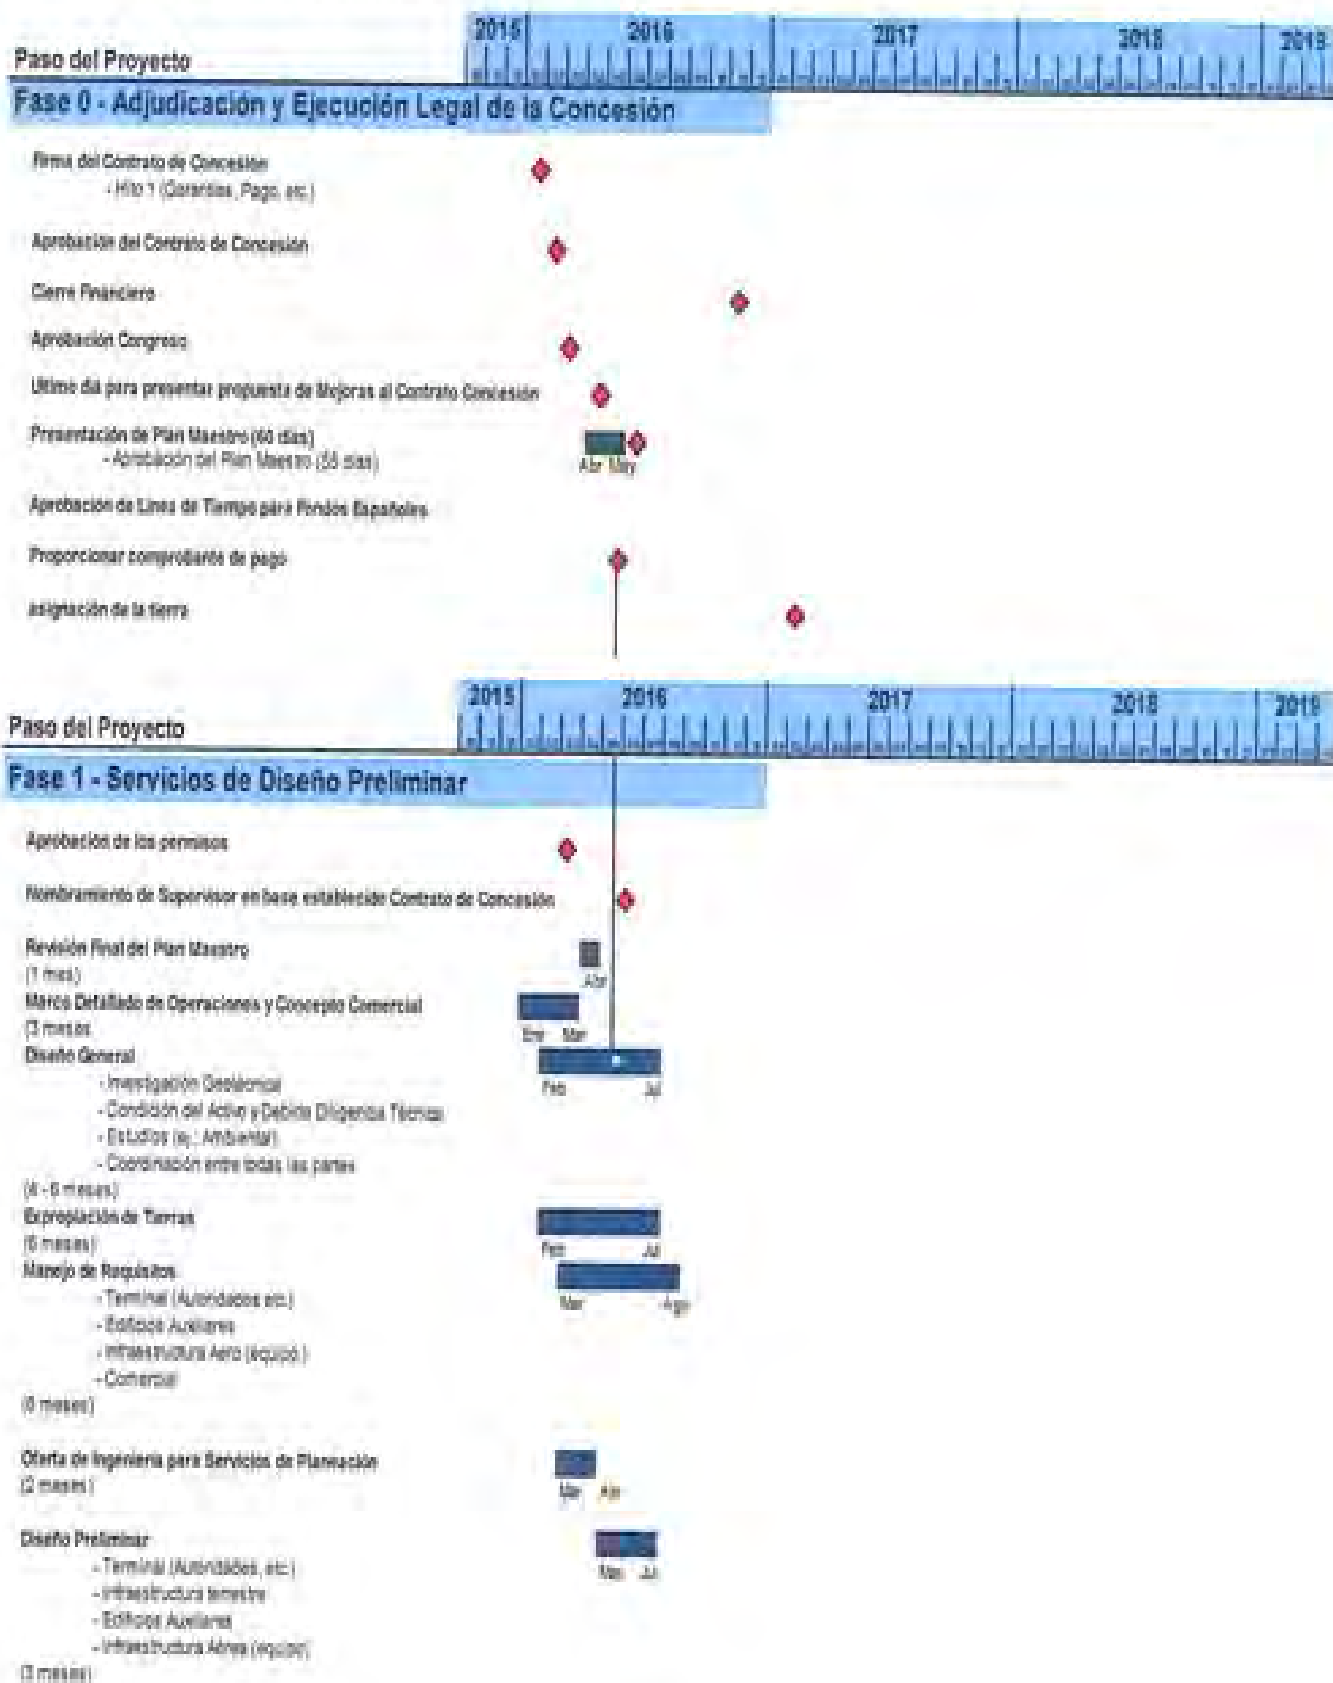 2015 2016 2017 2018 2019
Paso del Proyecto
Fase 0 - Adjudicación y Ejecución Legal de la Concesión
Firma del Contrato de Concesión
- Hito 1 (Garantías, Pago, etc.)
Aprobación del Contrato de Concesión
Cierre Financiero
Aprobación Congreso
Ultimo dia para presentar propuesta de Mejoras al Contrato Concesión
Presentación de Plan Maestro (60 días)
- Aprobación del Plan Maestro
Abr May
Aprobación de Linea de Tiempo para Fondos Españoles
Proporcionar comprobante de pago
asignación de la tierra
2015 2016 2017 2018 2019
Paso del Proyecto
Fase 1 - Servicios de Diseño Preliminar
Aprobación de los permisos
Nombramiento de Supervisor en base establecido Contrato de Concesión
Revisión Final del Plan Maestro
(1 mes)
Abr
Marco Detallado de Operaciones y Concepto Comercial
(3 meses
Ene Mar
Diseño General
Feb Jul
- Investigación Geotécnica
- Condición del Activo y Debida Diligencia Técnica
- Estudios (ej.: Ambiental)
- Coordinación entre todas las partes
(4 - 6 meses)
Expropiación de Tierras
(6 meses)
Feb Jul
Manejo de Requisitos
Mar Ago
- Terminal (Autoridades etc.)
- Edificios Auxiliares
- Infraestructura Aero (equipo.)
- Comercial
(6 meses)
Oferta de Ingeniería para Servicios de Planeación
(2 meses)
Mar Abr
Diseño Preliminar
May Jul
- Terminal (Autoridades, etc.)
- Infraestructura terrestre
- Edificios Auxiliares
- Infraestructura Aérea (equipo)
(3 meses)